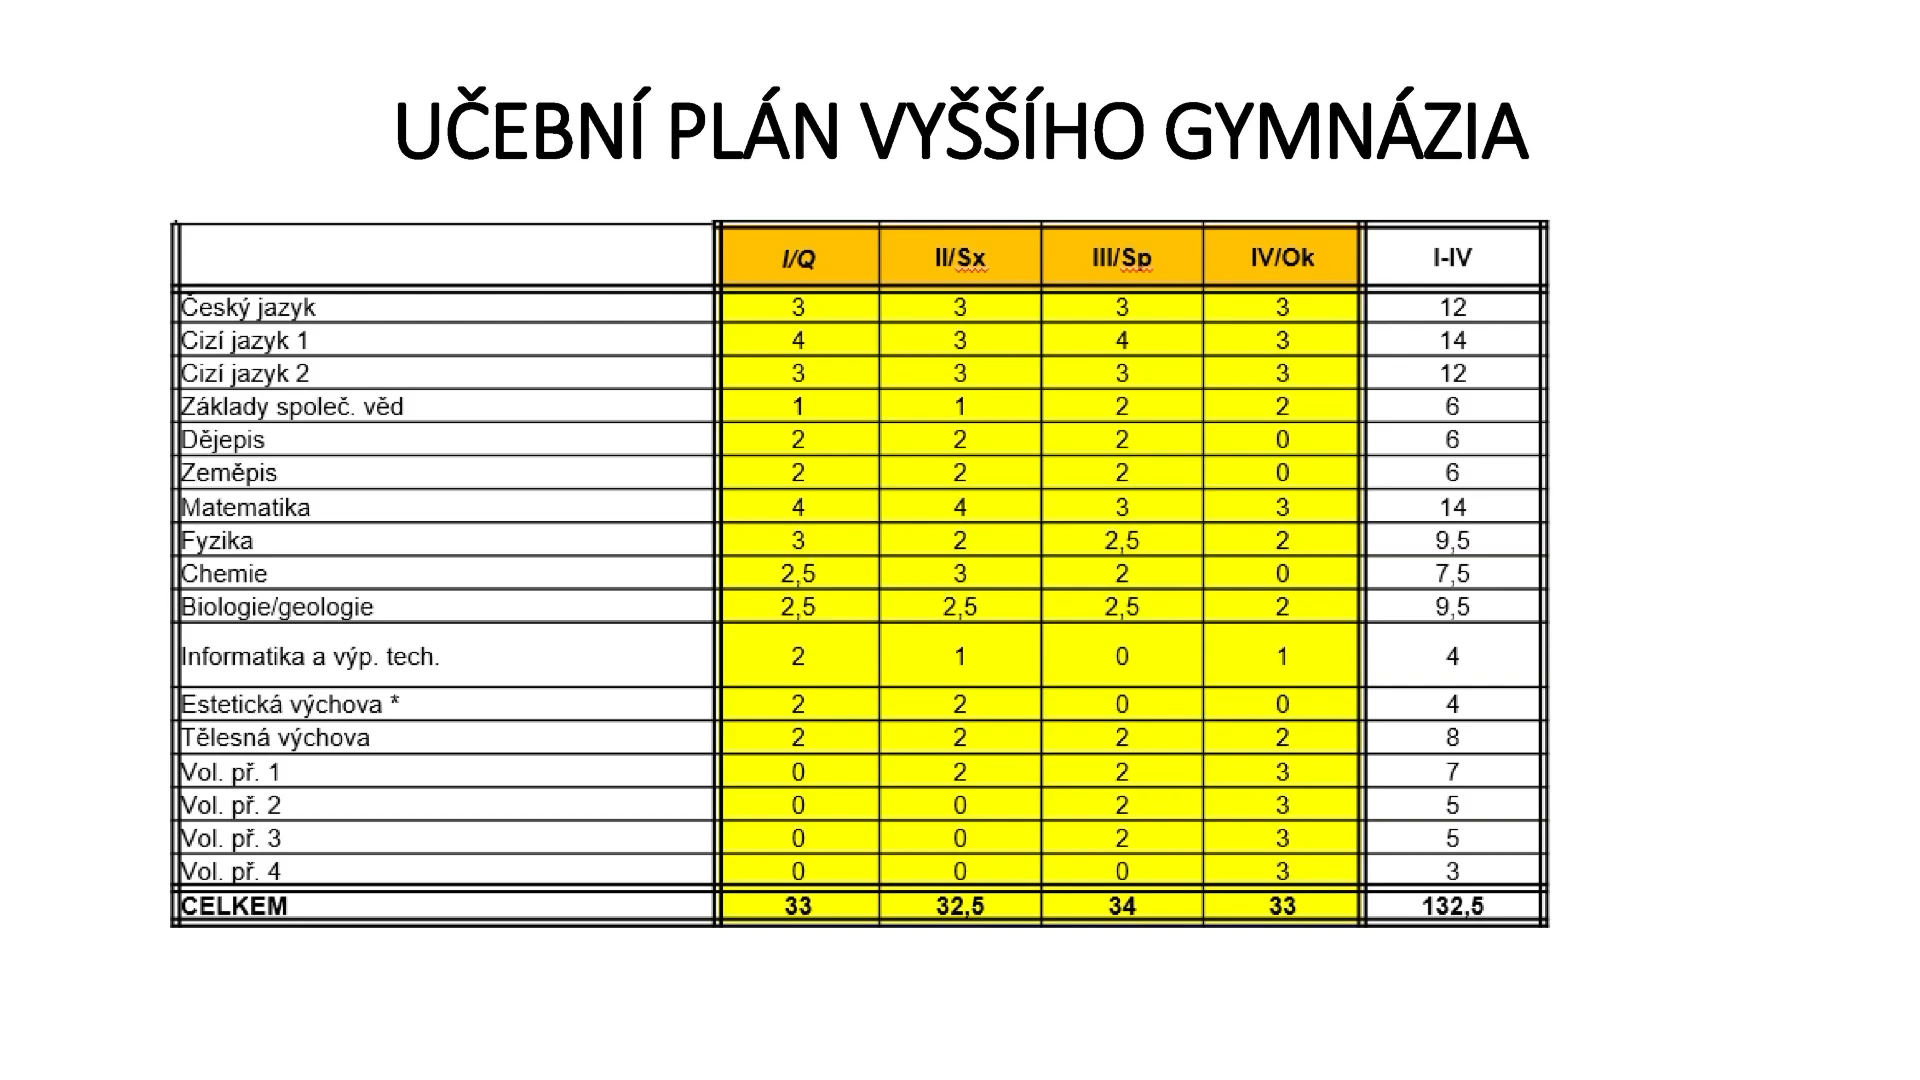 UČEBNÍ PLÁN VYŠŠÍHO GYMNÁZIA
I/Q II/Sx III/Sp IV/Ok I-IV
Český jazyk 3 3 3 3 12
Cizí jazyk 1 4 3 4 3 14
Cizí jazyk 2 3 3 3 3 12
Základy společ. věd 1 1 2 2 6
Dějepis 2 2 2 0 6
Zeměpis 2 2 2 0 6
Matematika 4 4 3 3 14
Fyzika 3 2 2,5 2 9,5
Chemie 2,5 3 2 0 7,5
Biologie/geologie 2,5 2,5 2,5 2 9,5
Informatika a výp. tech. 2 1 0 1 4
Estetická výchova * 2 2 0 0 4
Tělesná výchova 2 2 2 2 8
Vol. př. 1 0 2 2 3 7
Vol. př. 2 0 0 2 3 5
Vol. př. 3 0 0 2 3 5
Vol. př. 4 0 0 0 3 3
CELKEM 33 32,5 34 33 132,5